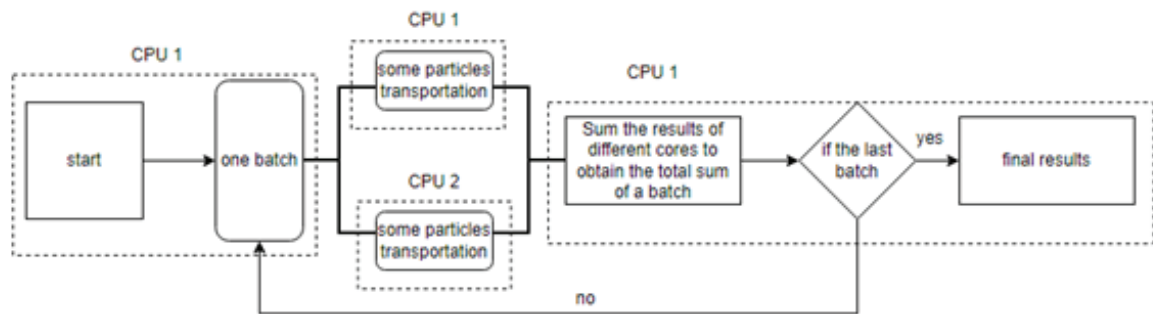 CPU 1
start
one batch
CPU 1
some particles
transportation
CPU 2
some particles
transportation
CPU 1
Sum the results of
different cores to
obtain the total sum
of a batch
if the last
batch
yes
final results
no